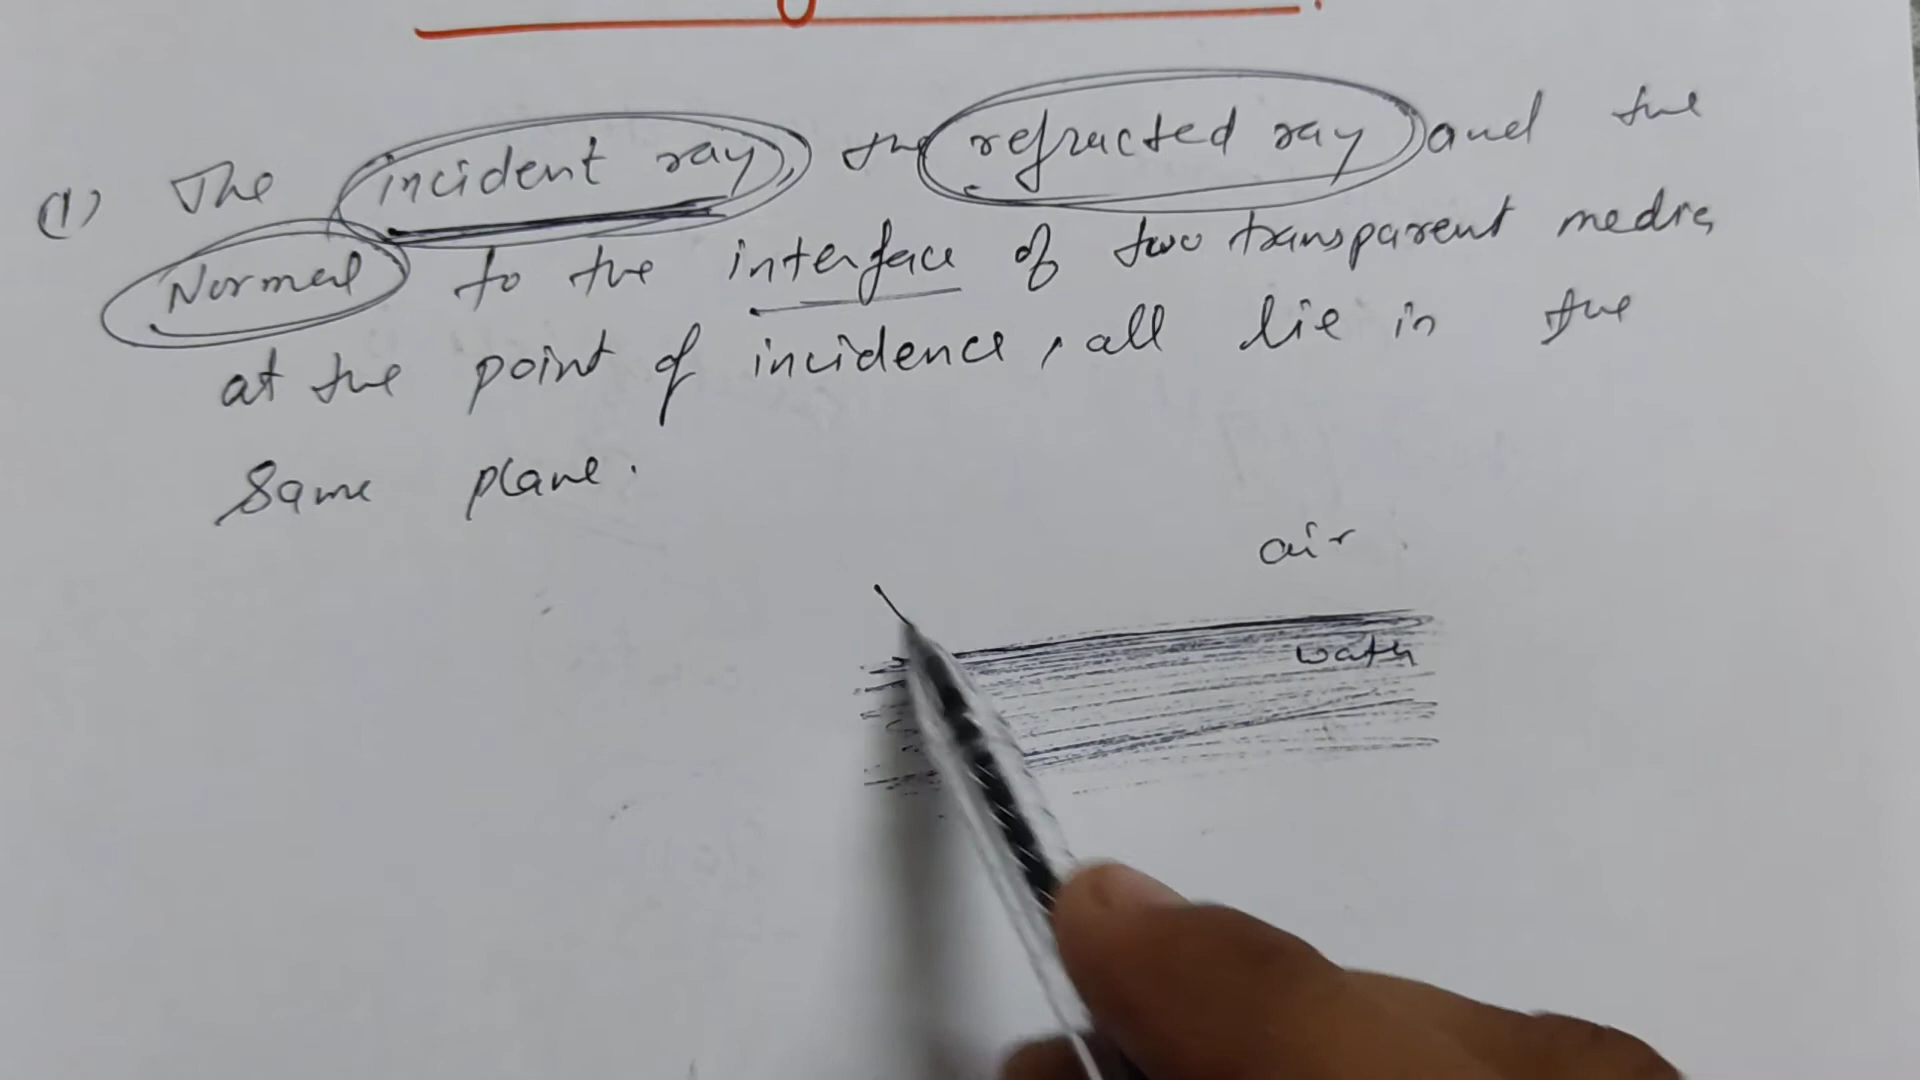 (1) The incident ray, the refracted ray and the
Normal to the interface of two transparent media
at the point of incidence, all lie in the
same plane.
air
water